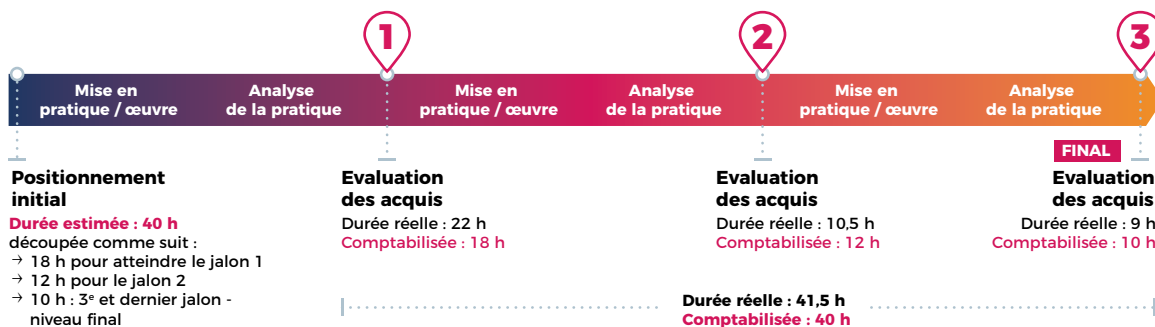 1
2
3
Mise en
pratique / œuvre
Analyse
de la pratique
Mise en
pratique / œuvre
Analyse
de la pratique
Mise en
pratique / œuvre
Analyse
de la pratique
Positionnement
initial
Durée estimée : 40 h
découpée comme suit :
→ 18 h pour atteindre le jalon 1
→ 12 h pour le jalon 2
→ 10 h : 3e et dernier jalon -
niveau final
Evaluation
des acquis
Durée réelle : 22 h
Comptabilisée : 18 h
Evaluation
des acquis
Durée réelle : 10,5 h
Comptabilisée : 12 h
FINAL
Evaluation
des acquis
Durée réelle : 9 h
Comptabilisée : 10 h
Durée réelle : 41,5 h
Comptabilisée : 40 h